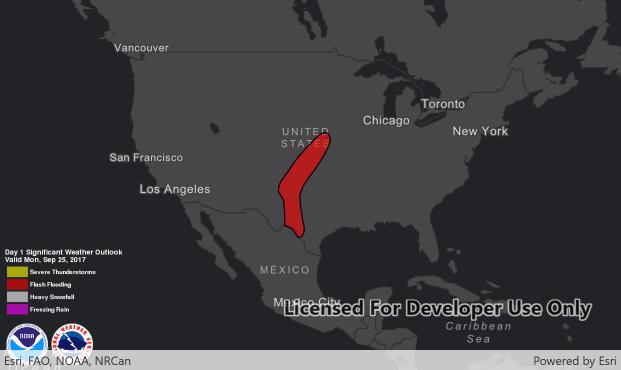 Vancouver
Toronto
Chicago
New York
UNITED
STATES
San Francisco
Los Angeles
Day 1 Significant Weather Outlook
Valid Mon, Sep 25, 2017
Severe Thunderstorms
Flash Flooding
Heavy Snowfall
Freezing Rain
MÉXICO
Mexico City
Licensed For Developer Use Only
Caribbean
Sea
NOAA
Esri, FAO, NOAA, NRCan
Powered by Esri